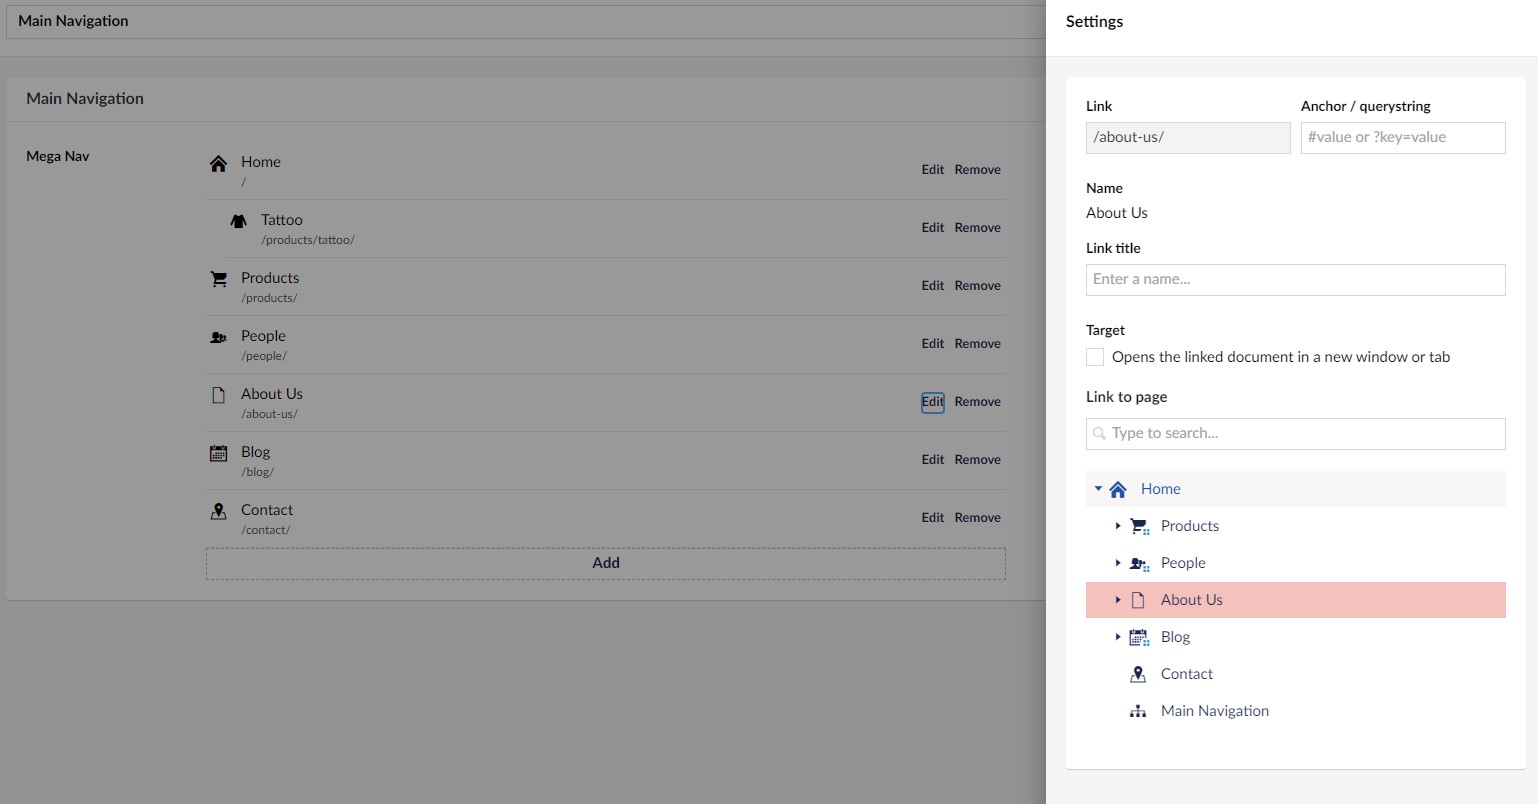 Main Navigation
Main Navigation
Mega Nav
Home
/
Edit Remove
Tattoo
/products/tattoo/
Edit Remove
Products
/products/
Edit Remove
People
/people/
Edit Remove
About Us
/about-us/
Edit Remove
Blog
/blog/
Edit Remove
Contact
/contact/
Edit Remove
Add
Settings
Link
Anchor / querystring
/about-us/
#value or ?key=value
Name
About Us
Link title
Enter a name...
Target
Opens the linked document in a new window or tab
Link to page
Type to search...
Home
Products
People
About Us
Blog
Contact
Main Navigation